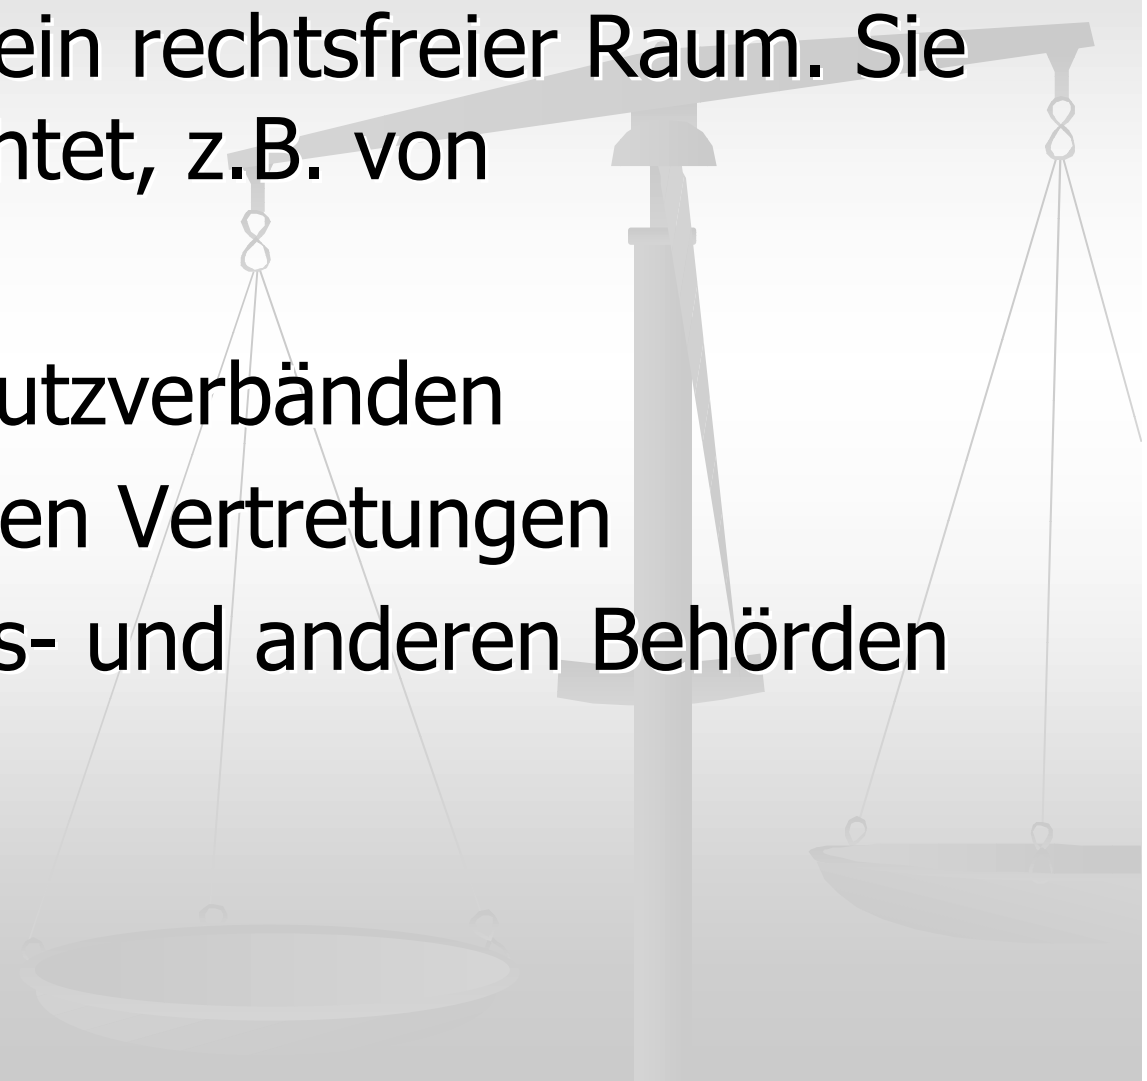 ein rechtsfreier Raum. Sie
htet, z.B. von
utzverbänden
en Vertretungen
s- und anderen Behörden